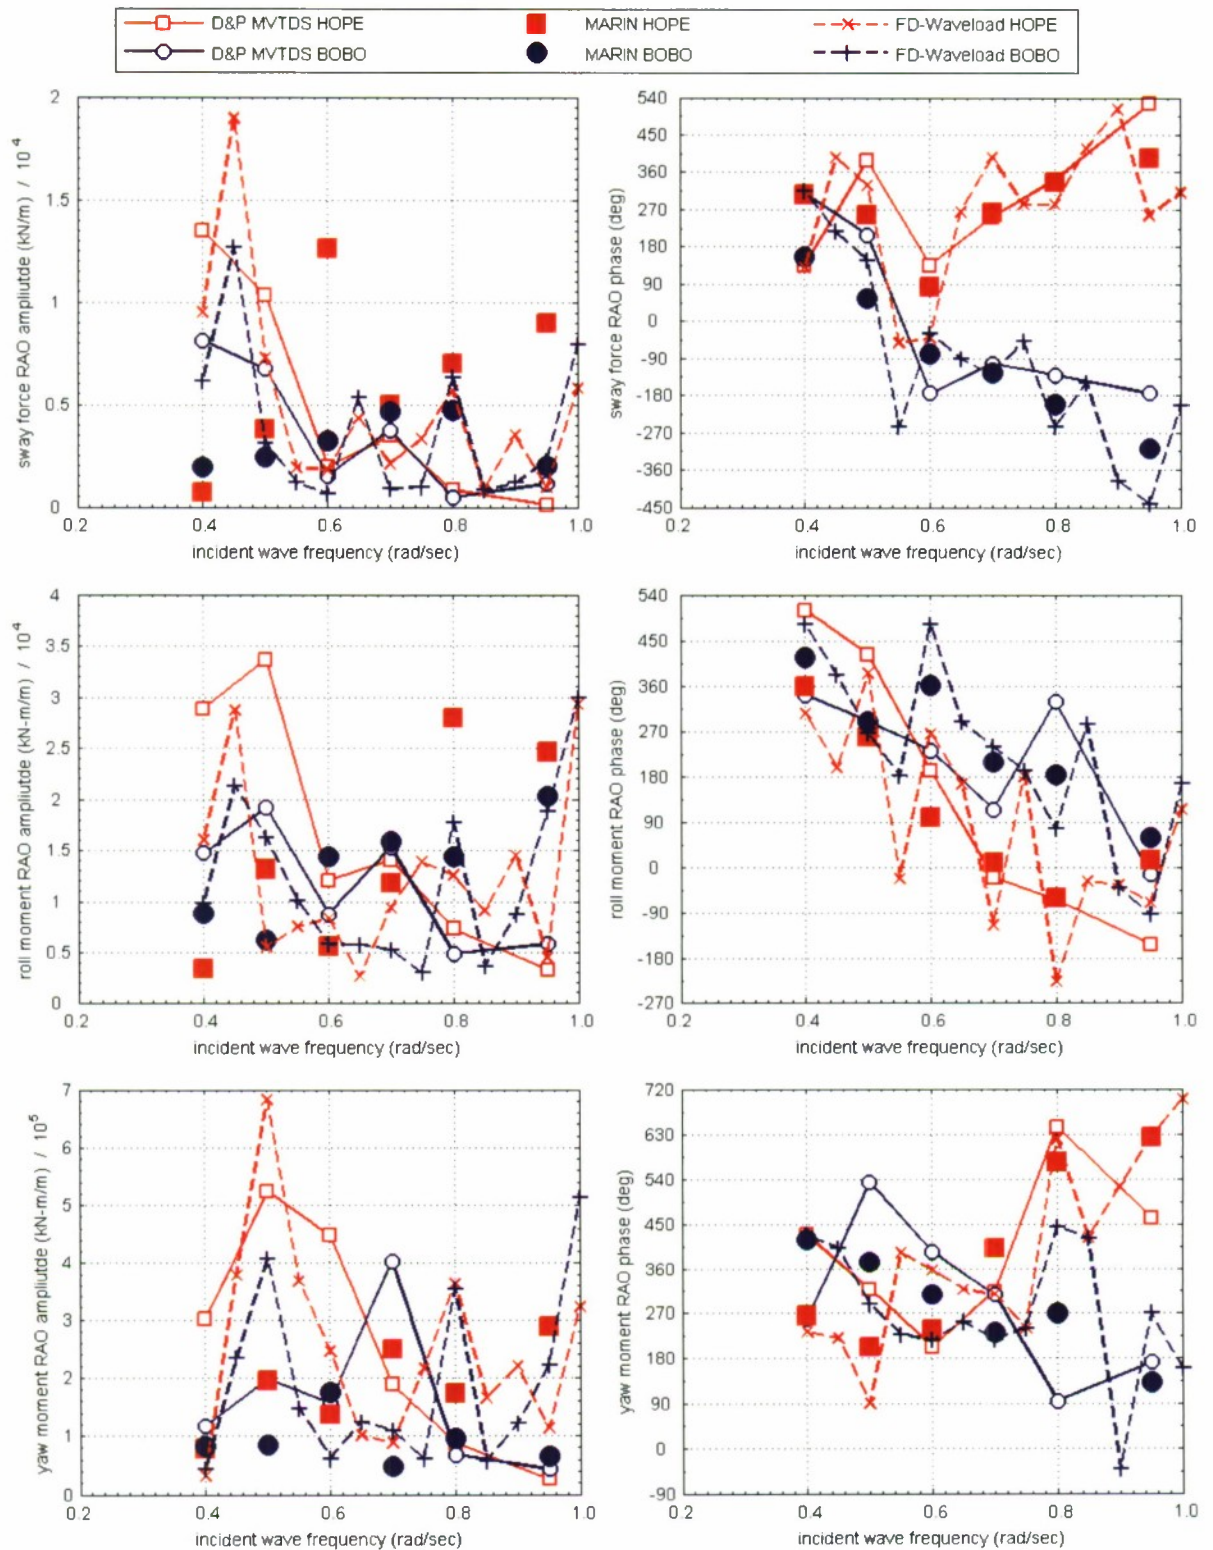 D&P MVTDS HOPE MARIN HOPE FD-Waveload HOPE
D&P MVTDS BOBO MARIN BOBO FD-Waveload BOBO
sway force RAO ampliutde (kN/m) / 10^4
2
1.5
1
0.5
0
0.2 0.4 0.6 0.8 1.0
incident wave frequency (rad/sec)
sway force RAO phase (deg)
540
450
360
270
180
90
0
-90
-180
-270
-360
-450
0.2 0.4 0.6 0.8 1.0
incident wave frequency (rad/sec)
roll moment RAO ampliutde (kN-m/m) / 10^4
4
3.5
3
2.5
2
1.5
1
0.5
0
0.2 0.4 0.6 0.8 1.0
incident wave frequency (rad/sec)
roll moment RAO phase (deg)
540
450
360
270
180
90
0
-90
-180
-270
0.2 0.4 0.6 0.8 1.0
incident wave frequency (rad/sec)
yaw moment RAO ampliutde (kN-m/m) / 10^5
7
6
5
4
3
2
1
0
0.2 0.4 0.6 0.8 1.0
incident wave frequency (rad/sec)
yaw moment RAO phase (deg)
720
630
540
450
360
270
180
90
0
-90
0.2 0.4 0.6 0.8 1.0
incident wave frequency (rad/sec)